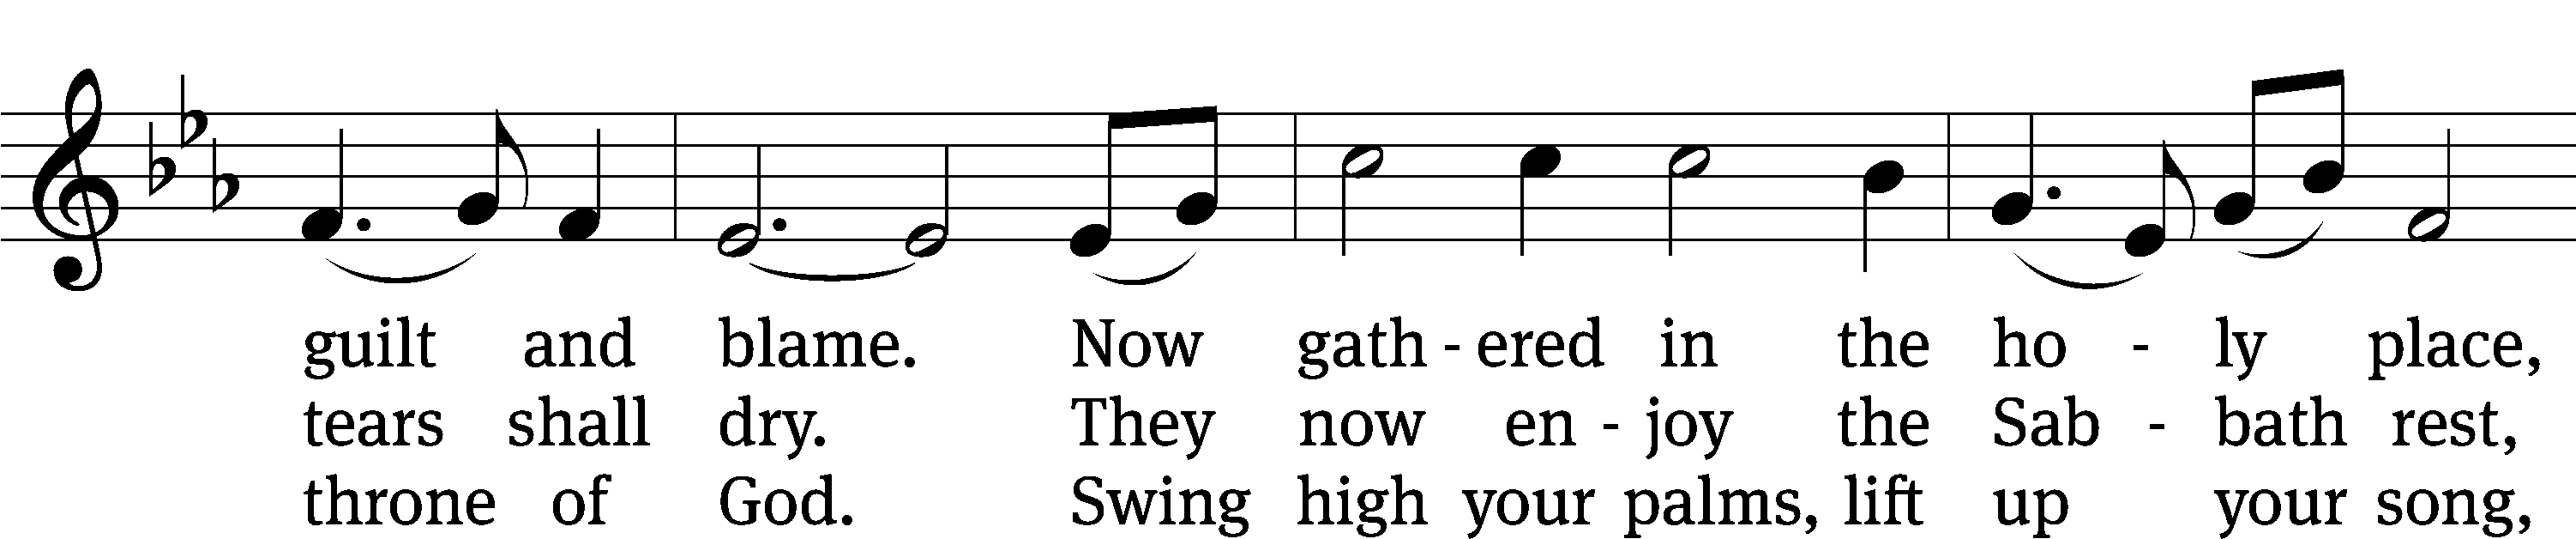 guilt and blame. Now gath - ered in the ho - ly place,
tears shall dry. They now en - joy the Sab - bath rest,
throne of God. Swing high your palms, lift up your song,